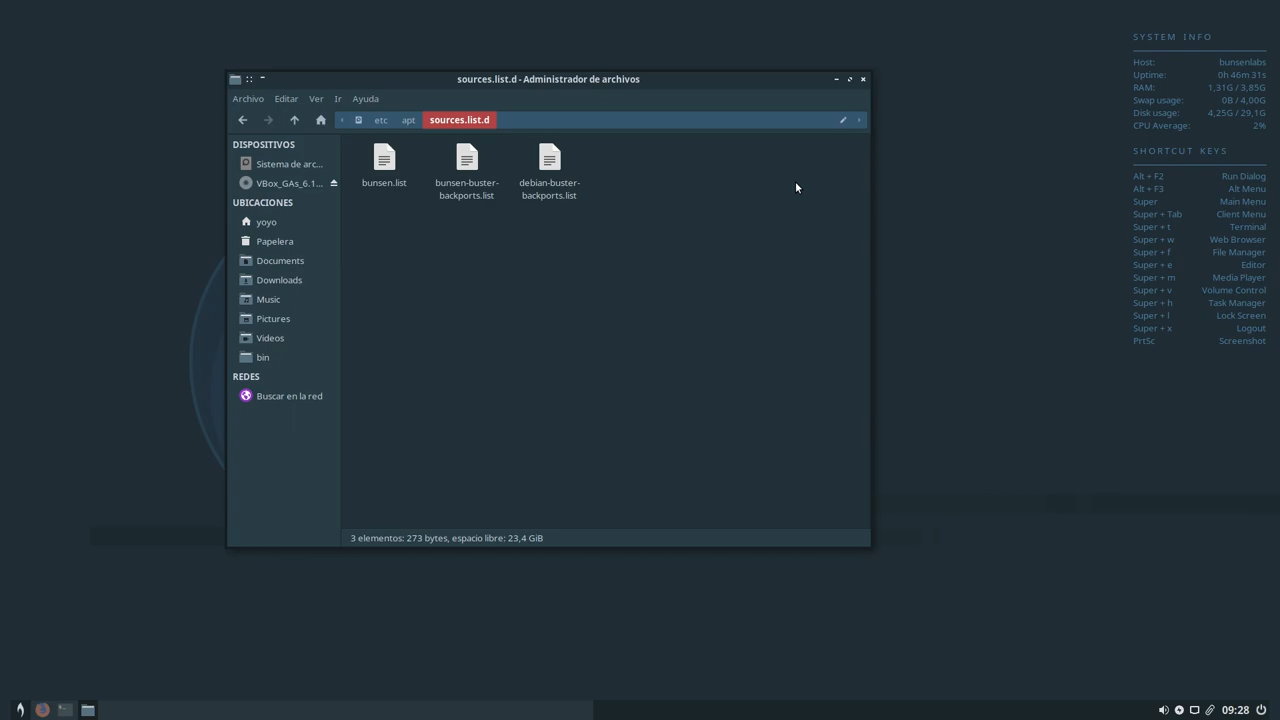 sources.list.d - Administrador de archivos
Archivo Editar Ver Ir Ayuda
etc apt sources.list.d
DISPOSITIVOS
Sistema de arc...
VBox_GAs_6.1...
UBICACIONES
yoyo
Papelera
Documents
Downloads
Music
Pictures
Videos
bin
REDES
Buscar en la red
bunsen.list
bunsen-buster-
backports.list
debian-buster-
backports.list
3 elementos: 273 bytes, espacio libre: 23,4 GiB
SYSTEM INFO
Host: bunsenlabs
Uptime: 0h 46m 31s
RAM: 1,31G / 3,85G
Swap usage: 0B / 4,00G
Disk usage: 4,25G / 29,1G
CPU Average: 2%
SHORTCUT KEYS
Alt + F2 Run Dialog
Alt + F3 Alt Menu
Super Main Menu
Super + Tab Client Menu
Super + t Terminal
Super + w Web Browser
Super + f File Manager
Super + e Editor
Super + m Media Player
Super + v Volume Control
Super + h Task Manager
Super + l Lock Screen
Super + x Logout
PrtSc Screenshot
09:28